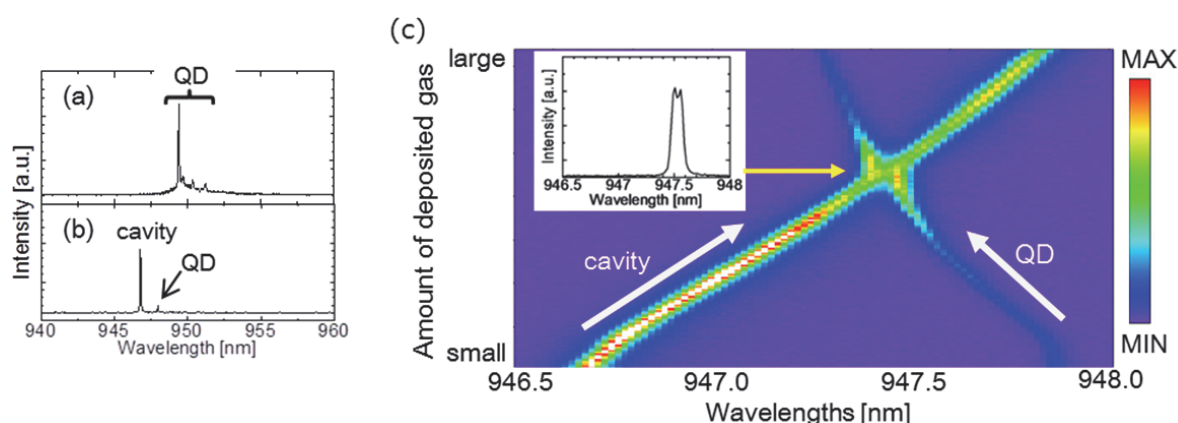 (a)
QD
(b)
cavity
QD
Intensity [a.u.]
940 945 950 955 960
Wavelength [nm]
(c)
large
Amount of deposited gas
small
Intensity [a.u.]
946.5 947 947.5 948
Wavelength [nm]
cavity
QD
946.5 947.0 947.5 948.0
Wavelengths [nm]
MAX
MIN